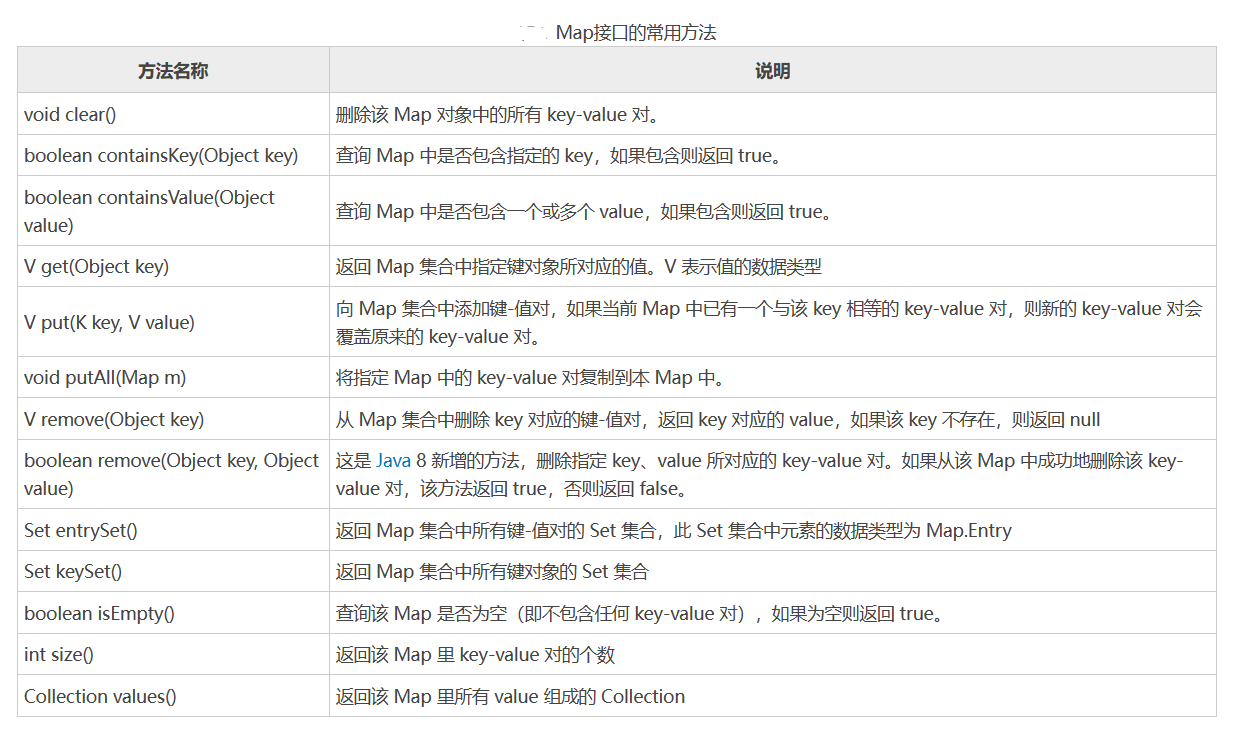 Map接口的常用方法
方法名称
说明
void clear()
删除该 Map 对象中的所有 key-value 对。
boolean containsKey(Object key)
查询 Map 中是否包含指定的 key，如果包含则返回 true。
boolean containsValue(Object
value)
查询 Map 中是否包含一个或多个 value，如果包含则返回 true。
V get(Object key)
返回 Map 集合中指定键对象所对应的值。V 表示值的数据类型
V put(K key, V value)
向 Map 集合中添加键-值对，如果当前 Map 中已有一个与该 key 相等的 key-value 对，则新的 key-value 对会
覆盖原来的 key-value 对。
void putAll(Map m)
将指定 Map 中的 key-value 对复制到本 Map 中。
V remove(Object key)
从 Map 集合中删除 key 对应的键-值对，返回 key 对应的 value，如果该 key 不存在，则返回 null
boolean remove(Object key, Object
value)
这是 Java 8 新增的方法，删除指定 key、value 所对应的 key-value 对。如果从该 Map 中成功地删除该 key-
value 对，该方法返回 true，否则返回 false。
Set entrySet()
返回 Map 集合中所有键-值对的 Set 集合，此 Set 集合中元素的数据类型为 Map.Entry
Set keySet()
返回 Map 集合中所有键对象的 Set 集合
boolean isEmpty()
查询该 Map 是否为空（即不包含任何 key-value 对），如果为空则返回 true。
int size()
返回该 Map 里 key-value 对的个数
Collection values()
返回该 Map 里所有 value 组成的 Collection